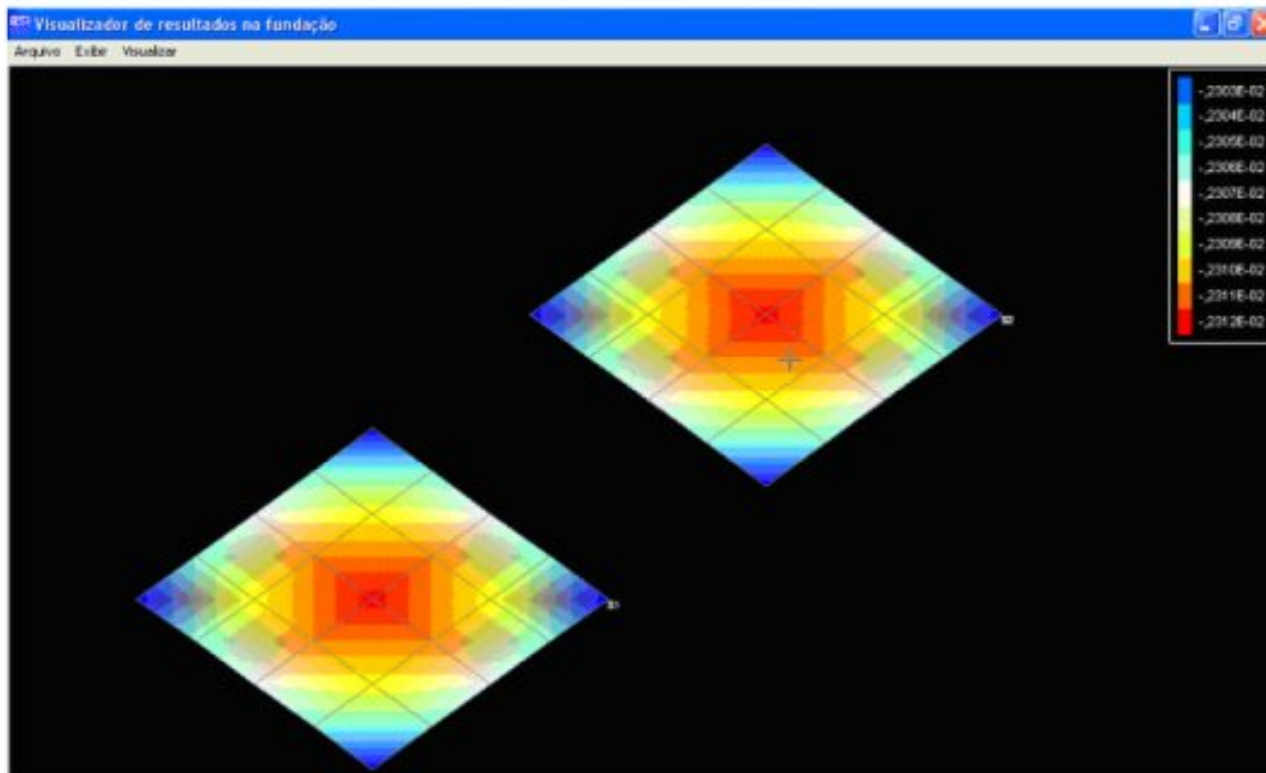 Visualizador de resultados na fundação
Arquivo Exibir Visualizar
-,2303E-02
-,2304E-02
-,2305E-02
-,2306E-02
-,2307E-02
-,2308E-02
-,2309E-02
-,2310E-02
-,2311E-02
-,2312E-02